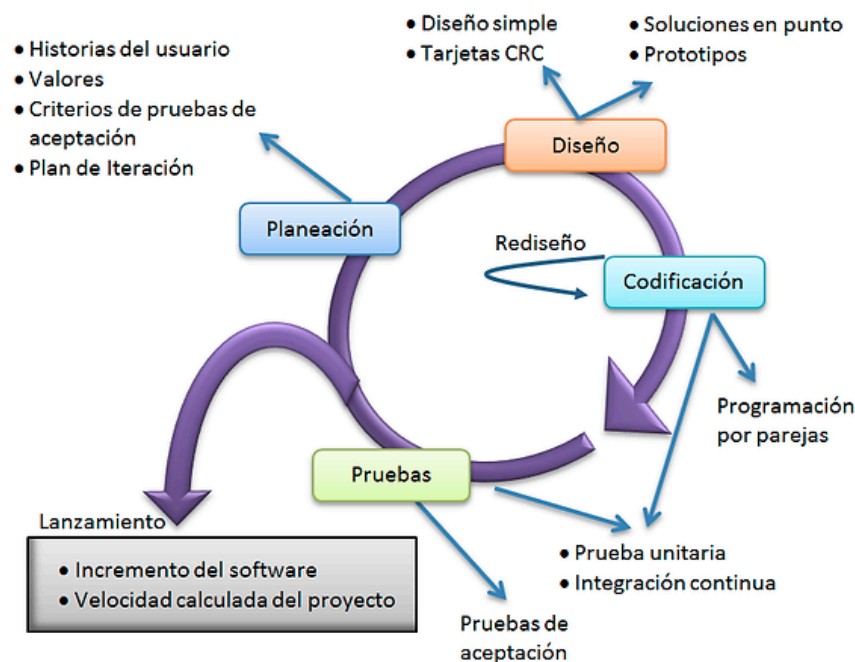 • Historias del usuario
• Valores
• Criterios de pruebas de
aceptación
• Plan de Iteración
• Diseño simple
• Tarjetas CRC
• Soluciones en punto
• Prototipos
Diseño
Planeación
Rediseño
Codificación
Programación
por parejas
Pruebas
Lanzamiento
• Incremento del software
• Velocidad calculada del proyecto
• Prueba unitaria
• Integración continua
Pruebas de
aceptación